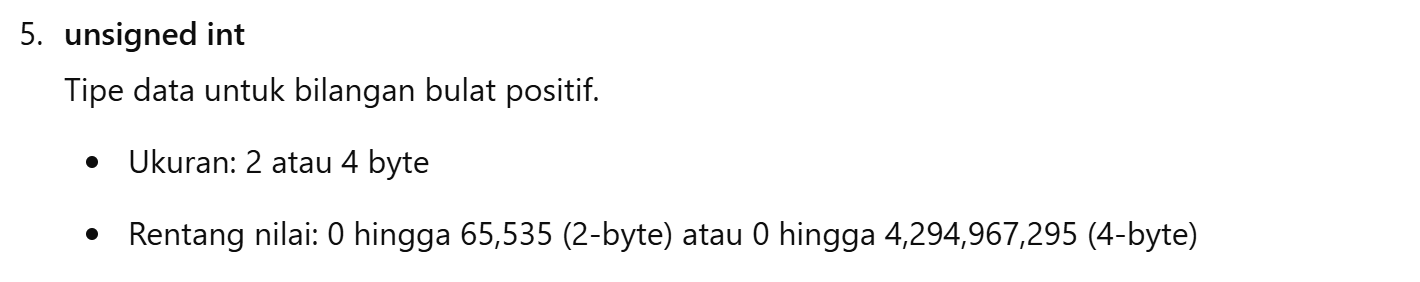 5. unsigned int
Tipe data untuk bilangan bulat positif.
• Ukuran: 2 atau 4 byte
• Rentang nilai: 0 hingga 65,535 (2-byte) atau 0 hingga 4,294,967,295 (4-byte)